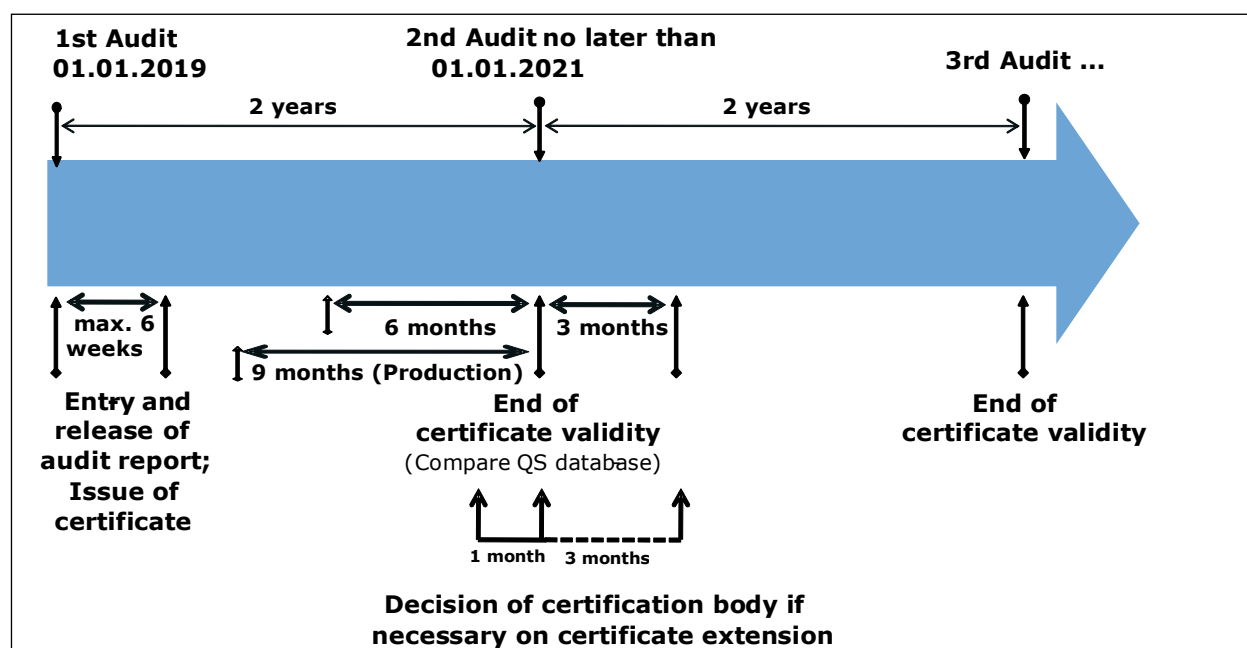 1st Audit
01.01.2019
2nd Audit no later than
01.01.2021
3rd Audit ...
2 years
2 years
max. 6
weeks
6 months
3 months
9 months (Production)
Entry and
release of
audit report;
Issue of
certificate
End of
certificate validity
(Compare QS database)
End of
certificate validity
1 month
3 months
Decision of certification body if
necessary on certificate extension